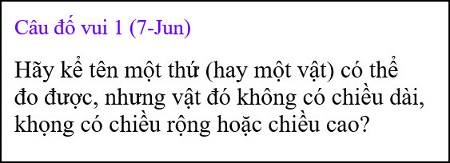 Câu đố vui 1 (7-Jun)
Hãy kể tên một thứ (hay một vật) có thể
đo được, nhưng vật đó không có chiều dài,
khọng có chiều rộng hoặc chiều cao?